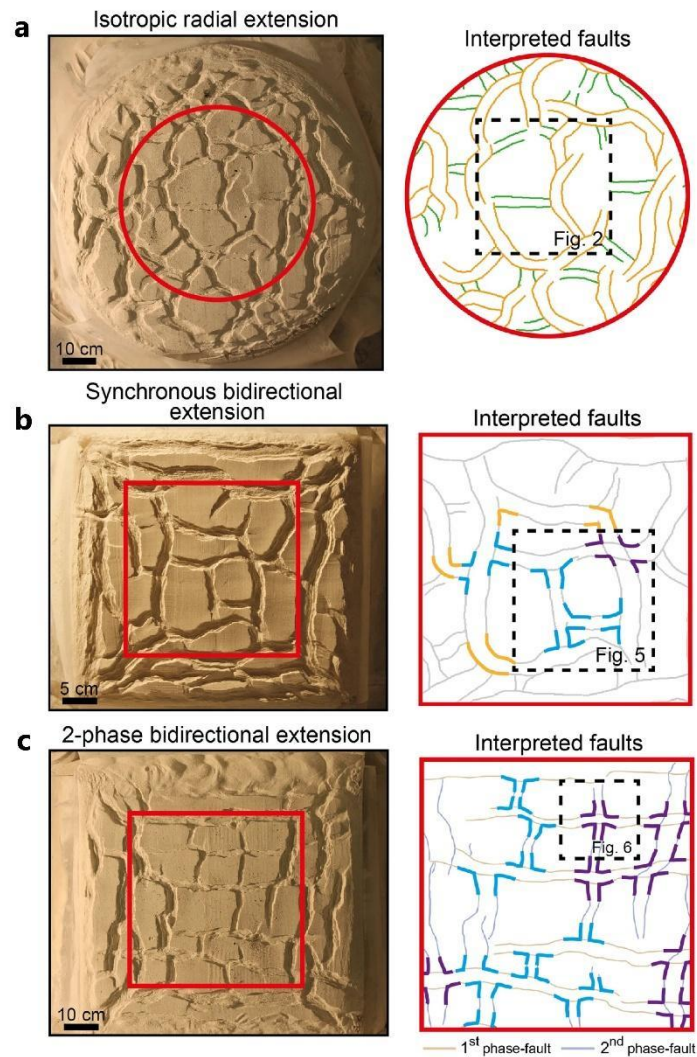 a
Isotropic radial extension
Interpreted faults
10 cm
Fig. 2
b
Synchronous bidirectional
extension
Interpreted faults
5 cm
Fig. 5
c
2-phase bidirectional extension
Interpreted faults
10 cm
Fig. 6
1st phase-fault
2nd phase-fault